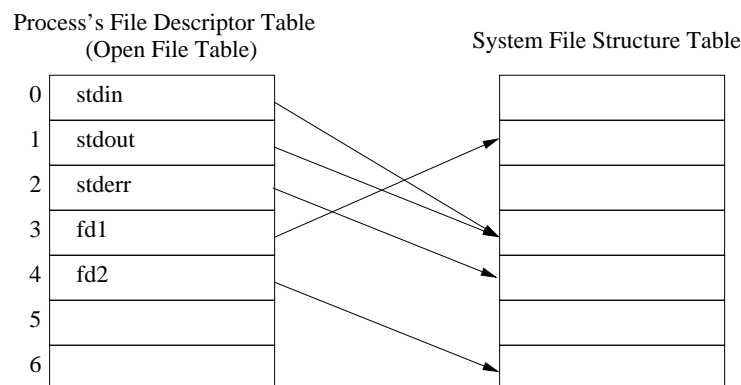 Process's File Descriptor Table
(Open File Table)
System File Structure Table
0 stdin
1 stdout
2 stderr
3 fd1
4 fd2
5
6